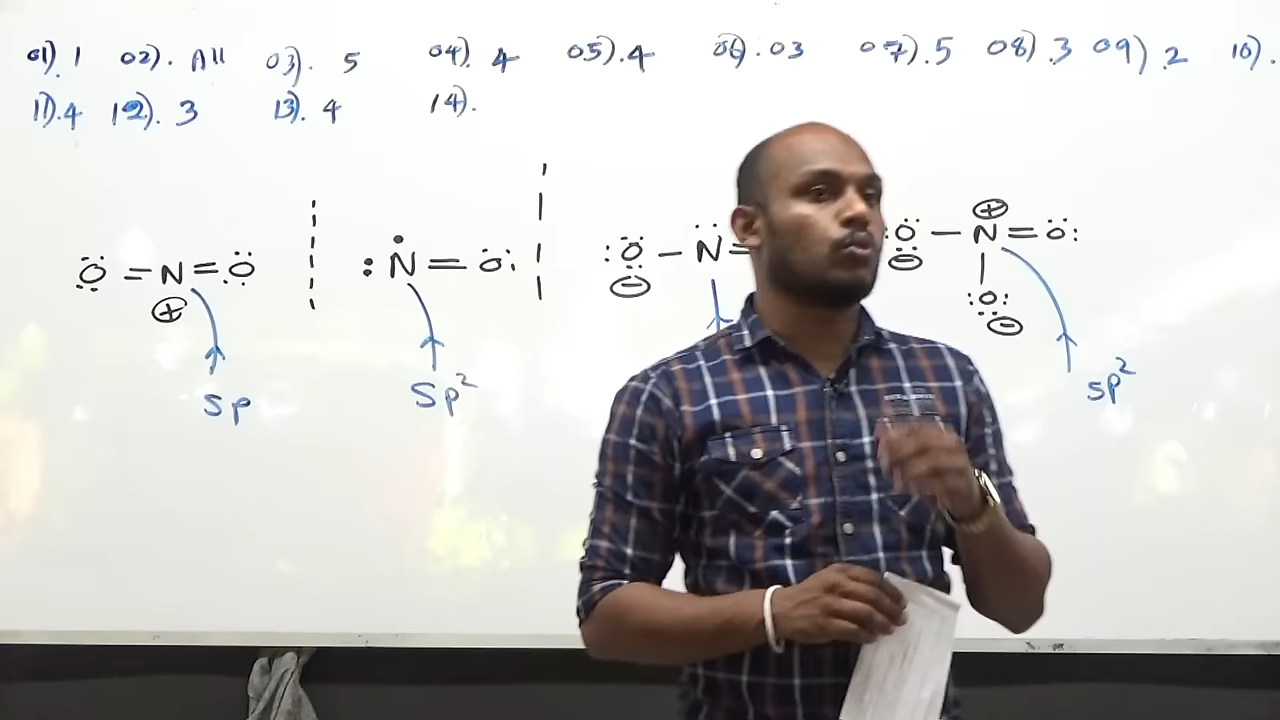 01). 1 02). All 03). 5 04). 4 05). 4 06). 03 07). 5 08) .3 09) .2 10).
11). 4 12). 3 13). 4 14).
Ö = N = Ö N = O: :O - N = :O - N = O:
⊕ ⊖ ⊕ ⊖
:O: ⊖
sp sp² sp²